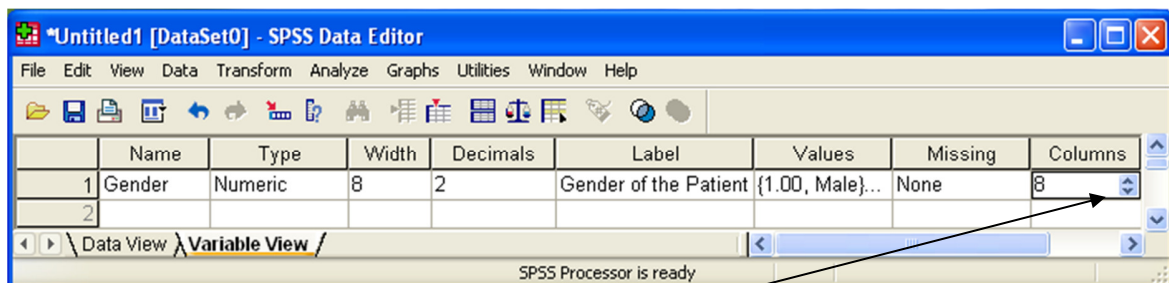 *Untitled1 [DataSet0] - SPSS Data Editor
File Edit View Data Transform Analyze Graphs Utilities Window Help
Name Type Width Decimals Label Values Missing Columns
1 Gender Numeric 8 2 Gender of the Patient {1.00, Male}... None 8
2
Data View Variable View
SPSS Processor is ready